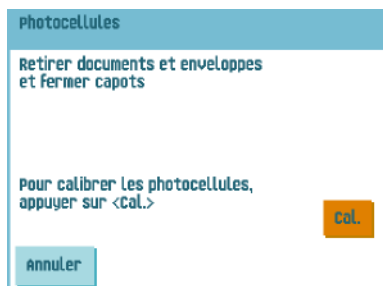 Photocellules
Retirer documents et enveloppes
et fermer capots
Pour calibrer les photocellules,
appuyer sur <Cal.>
Cal.
Annuler